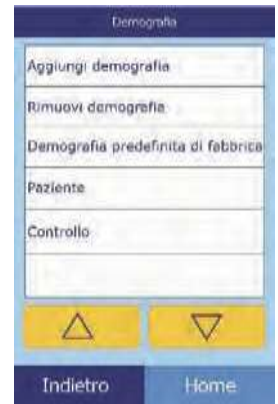 Demografia
Aggiungi demografia
Rimuovi demografia
Demografia predefinita di fabbrica
Paziente
Controllo
Indietro
Home